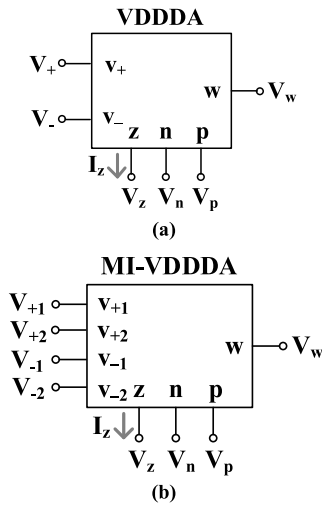 VDDDA
V+ v+
w Vw
V- v–
z n p
Iz
Vz Vn Vp
(a)
MI-VDDDA
V+1 v+1
V+2 v+2
w Vw
V-1 v–1
V-2 v–2 z n p
Iz
Vz Vn Vp
(b)